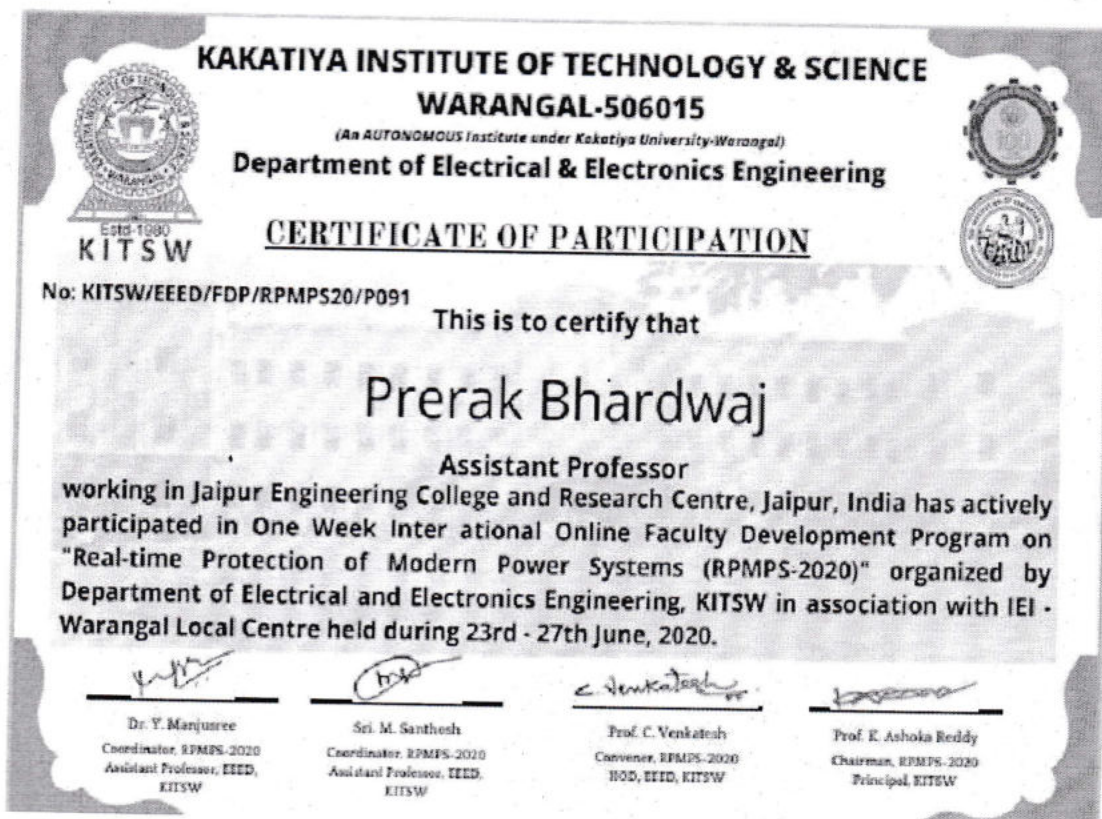 KAKATIYA INSTITUTE OF TECHNOLOGY & SCIENCE
WARANGAL-506015
(An AUTONOMOUS Institute under Kakatiya University-Warangal)
Department of Electrical & Electronics Engineering
Estd-1980
KITSW
CERTIFICATE OF PARTICIPATION
No: KITSW/EEED/FDP/RPMPS20/P091
This is to certify that
Prerak Bhardwaj
Assistant Professor
working in Jaipur Engineering College and Research Centre, Jaipur, India has actively
participated in One Week Inter ational Online Faculty Development Program on
"Real-time Protection of Modern Power Systems (RPMPS-2020)" organized by
Department of Electrical and Electronics Engineering, KITSW in association with IEI -
Warangal Local Centre held during 23rd - 27th June, 2020.
C. Venkatesh
Dr. Y. Manjusree
Coordinator, RPMPS-2020
Assistant Professor, EEED,
KITSW
Sri. M. Santhosh
Coordinator, RPMPS-2020
Assistant Professor, EEED,
KITSW
Prof. C. Venkatesh
Convener, RPMPS-2020
HOD, EEED, KITSW
Prof. K. Ashoka Reddy
Chairman, RPMPS-2020
Principal, KITSW